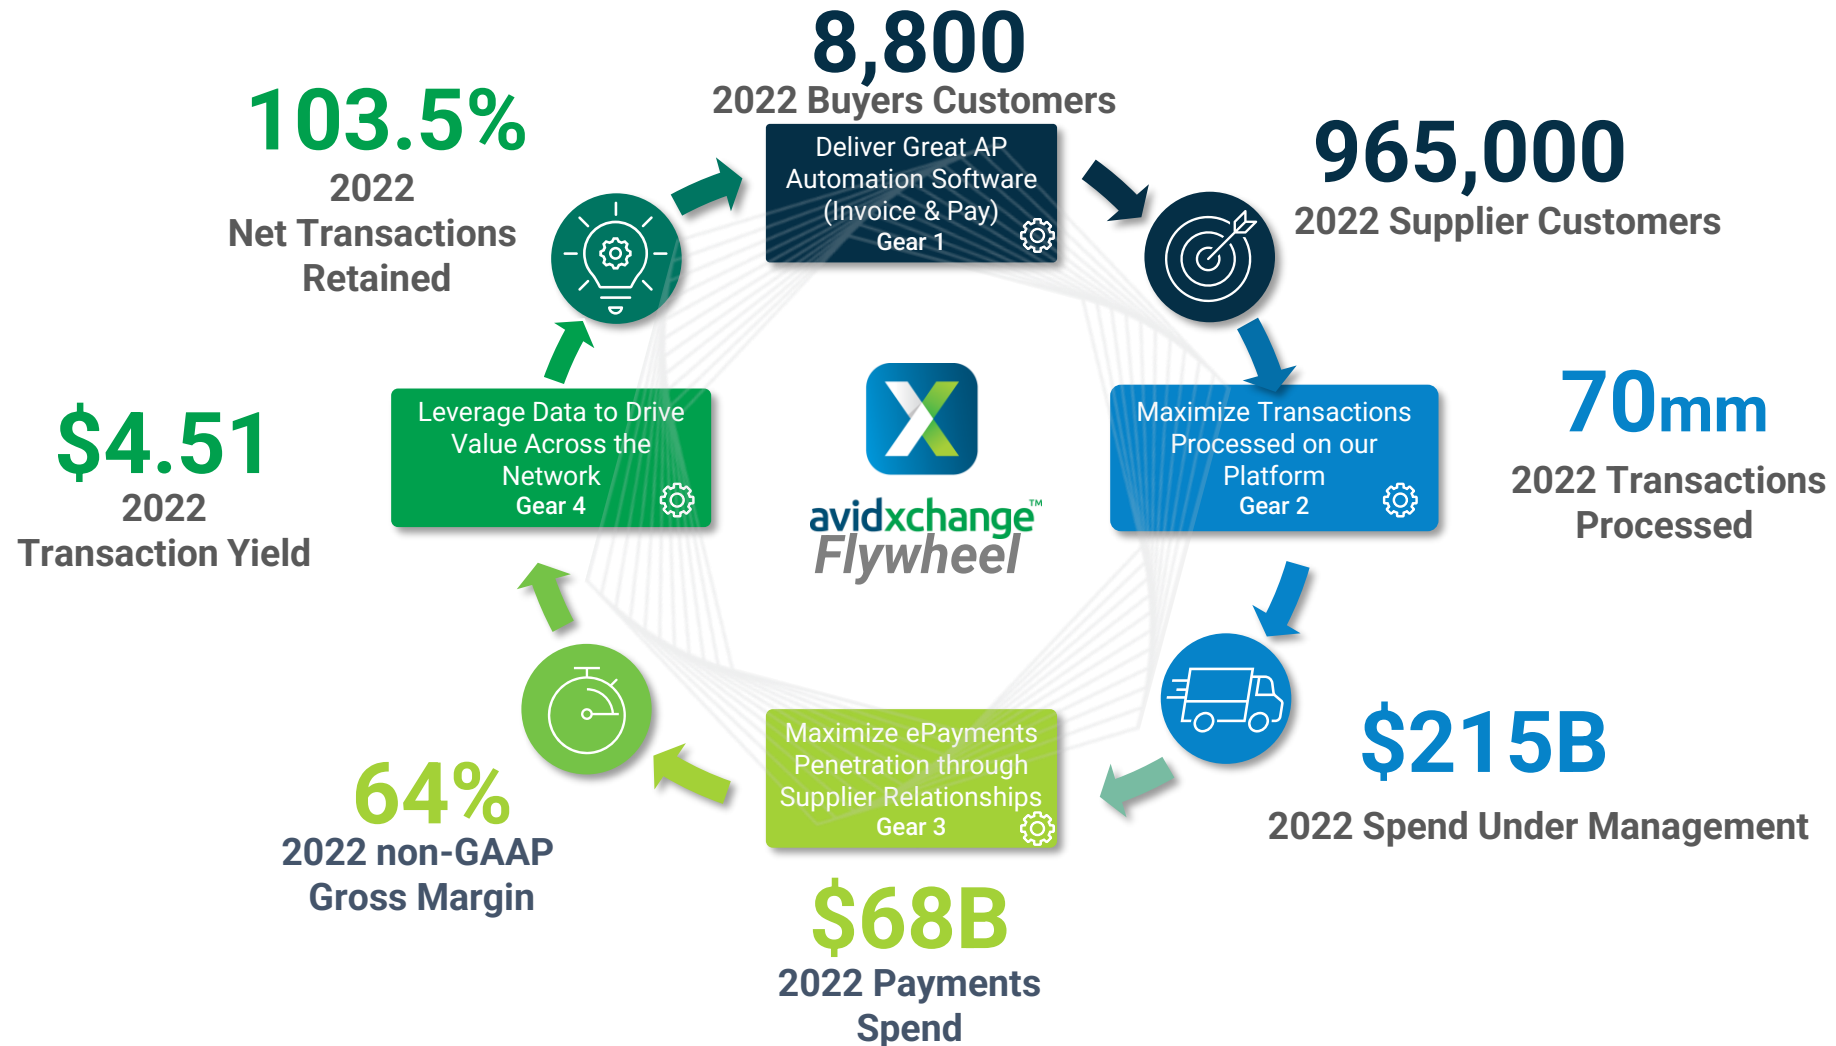 8,800
2022 Buyers Customers
Deliver Great AP
Automation Software
(Invoice & Pay)
Gear 1
965,000
2022 Supplier Customers
Maximize Transactions
Processed on our
Platform
Gear 2
70mm
2022 Transactions
Processed
$215B
2022 Spend Under Management
Maximize ePayments
Penetration through
Supplier Relationships
Gear 3
$68B
2022 Payments
Spend
64%
2022 non-GAAP
Gross Margin
Leverage Data to Drive
Value Across the
Network
Gear 4
$4.51
2022
Transaction Yield
103.5%
2022
Net Transactions
Retained
avidxchange™
Flywheel